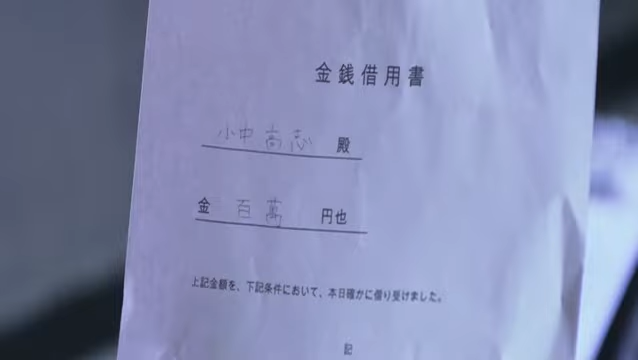 金銭借用書
小中高志 殿
金 百萬 円也
上記金額を、下記条件において、本日確かに借り受けました。
記